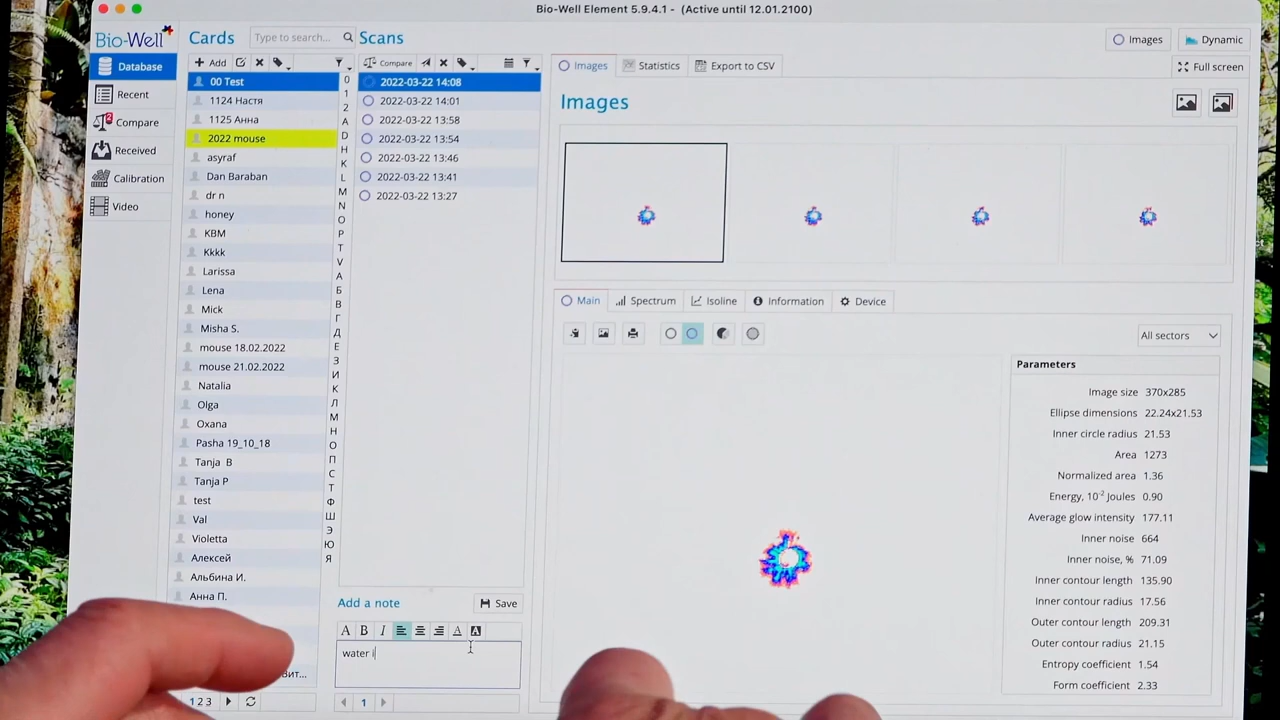 Bio-Well Element 5.9.4.1 - (Active until 12.01.2100)
Bio-Well
Database
Recent
2
Compare
Received
Calibration
Video
Cards
Type to search...
Add
00 Test
1124 Настя
1125 Анна
2022 mouse
asyraf
Dan Baraban
dr n
honey
KBM
Kkkk
Larissa
Lena
Mick
Misha S.
mouse 18.02.2022
mouse 21.02.2022
Natalia
Olga
Oxana
Pasha 19_10_18
Tanja B
Tanja P
test
Val
Violetta
Алексей
Альбина И.
Анна П.
вит...
1 2 3
0
1
2
A
D
H
K
L
M
N
O
P
T
V
А
Б
В
Г
Д
Е
З
И
К
Л
М
Н
О
П
С
Т
Ф
Ш
Э
Ю
Я
Scans
Compare
2022-03-22 14:08
2022-03-22 14:01
2022-03-22 13:58
2022-03-22 13:54
2022-03-22 13:46
2022-03-22 13:41
2022-03-22 13:27
Add a note
Save
A B I A A
water i
1
Images
Dynamic
Images
Statistics
Export to CSV
Full screen
Images
Main
Spectrum
Isoline
Information
Device
All sectors
Parameters
Image size 370x285
Ellipse dimensions 22.24x21.53
Inner circle radius 21.53
Area 1273
Normalized area 1.36
Energy, 10⁻² Joules 0.90
Average glow intensity 177.11
Inner noise 664
Inner noise, % 71.09
Inner contour length 135.90
Inner contour radius 17.56
Outer contour length 209.31
Outer contour radius 21.15
Entropy coefficient 1.54
Form coefficient 2.33